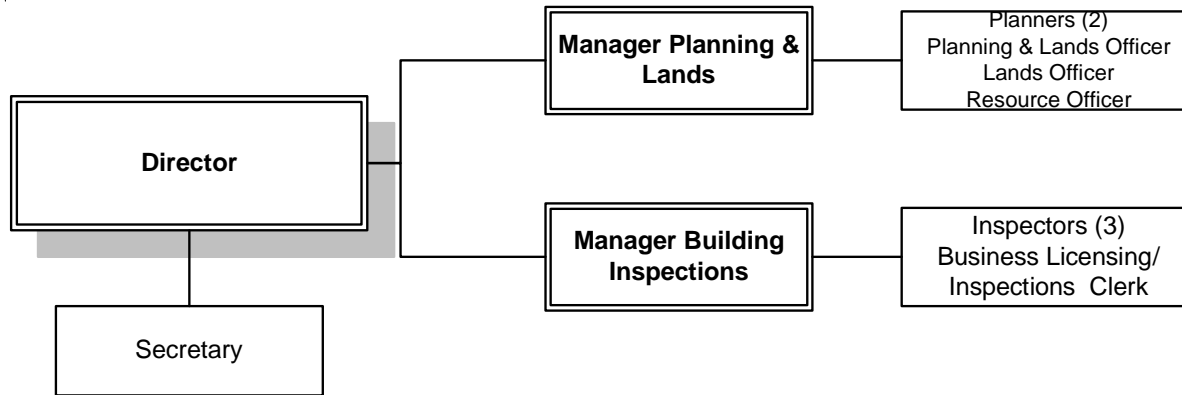 Director
Secretary
Manager Planning &
Lands
Planners (2)
Planning & Lands Officer
Lands Officer
Resource Officer
Manager Building
Inspections
Inspectors (3)
Business Licensing/
Inspections  Clerk